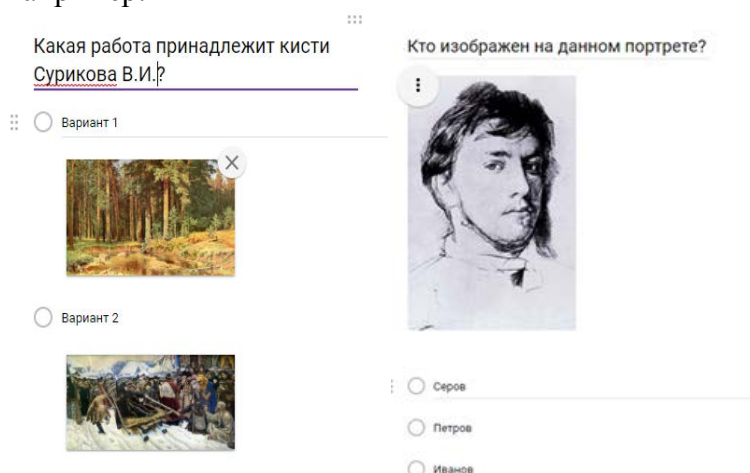 Какая работа принадлежит кисти
Сурикова В.И.?
Вариант 1
Вариант 2
Кто изображен на данном портрете?
Серов
Петров
Иванов